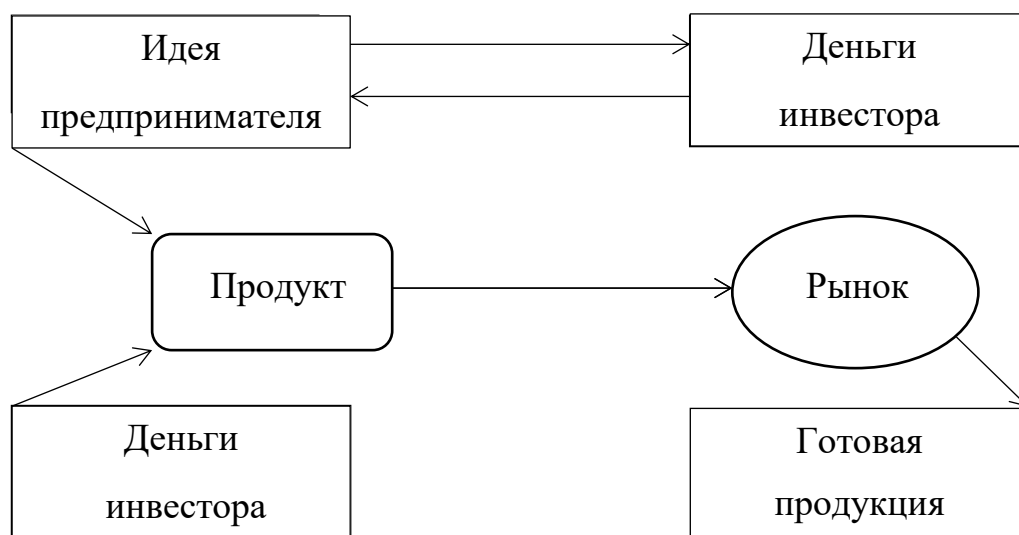 Идея
предпринимателя
Деньги
инвестора
Продукт
Рынок
Деньги
инвестора
Готовая
продукция